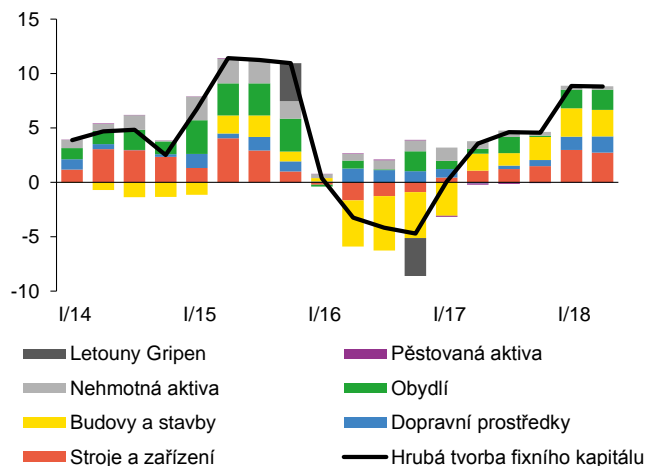 15
10
5
0
-5
-10
I/14 I/15 I/16 I/17 I/18
Letouny Gripen Pěstovaná aktiva
Nehmotná aktiva Obydlí
Budovy a stavby Dopravní prostředky
Stroje a zařízení Hrubá tvorba fixního kapitálu